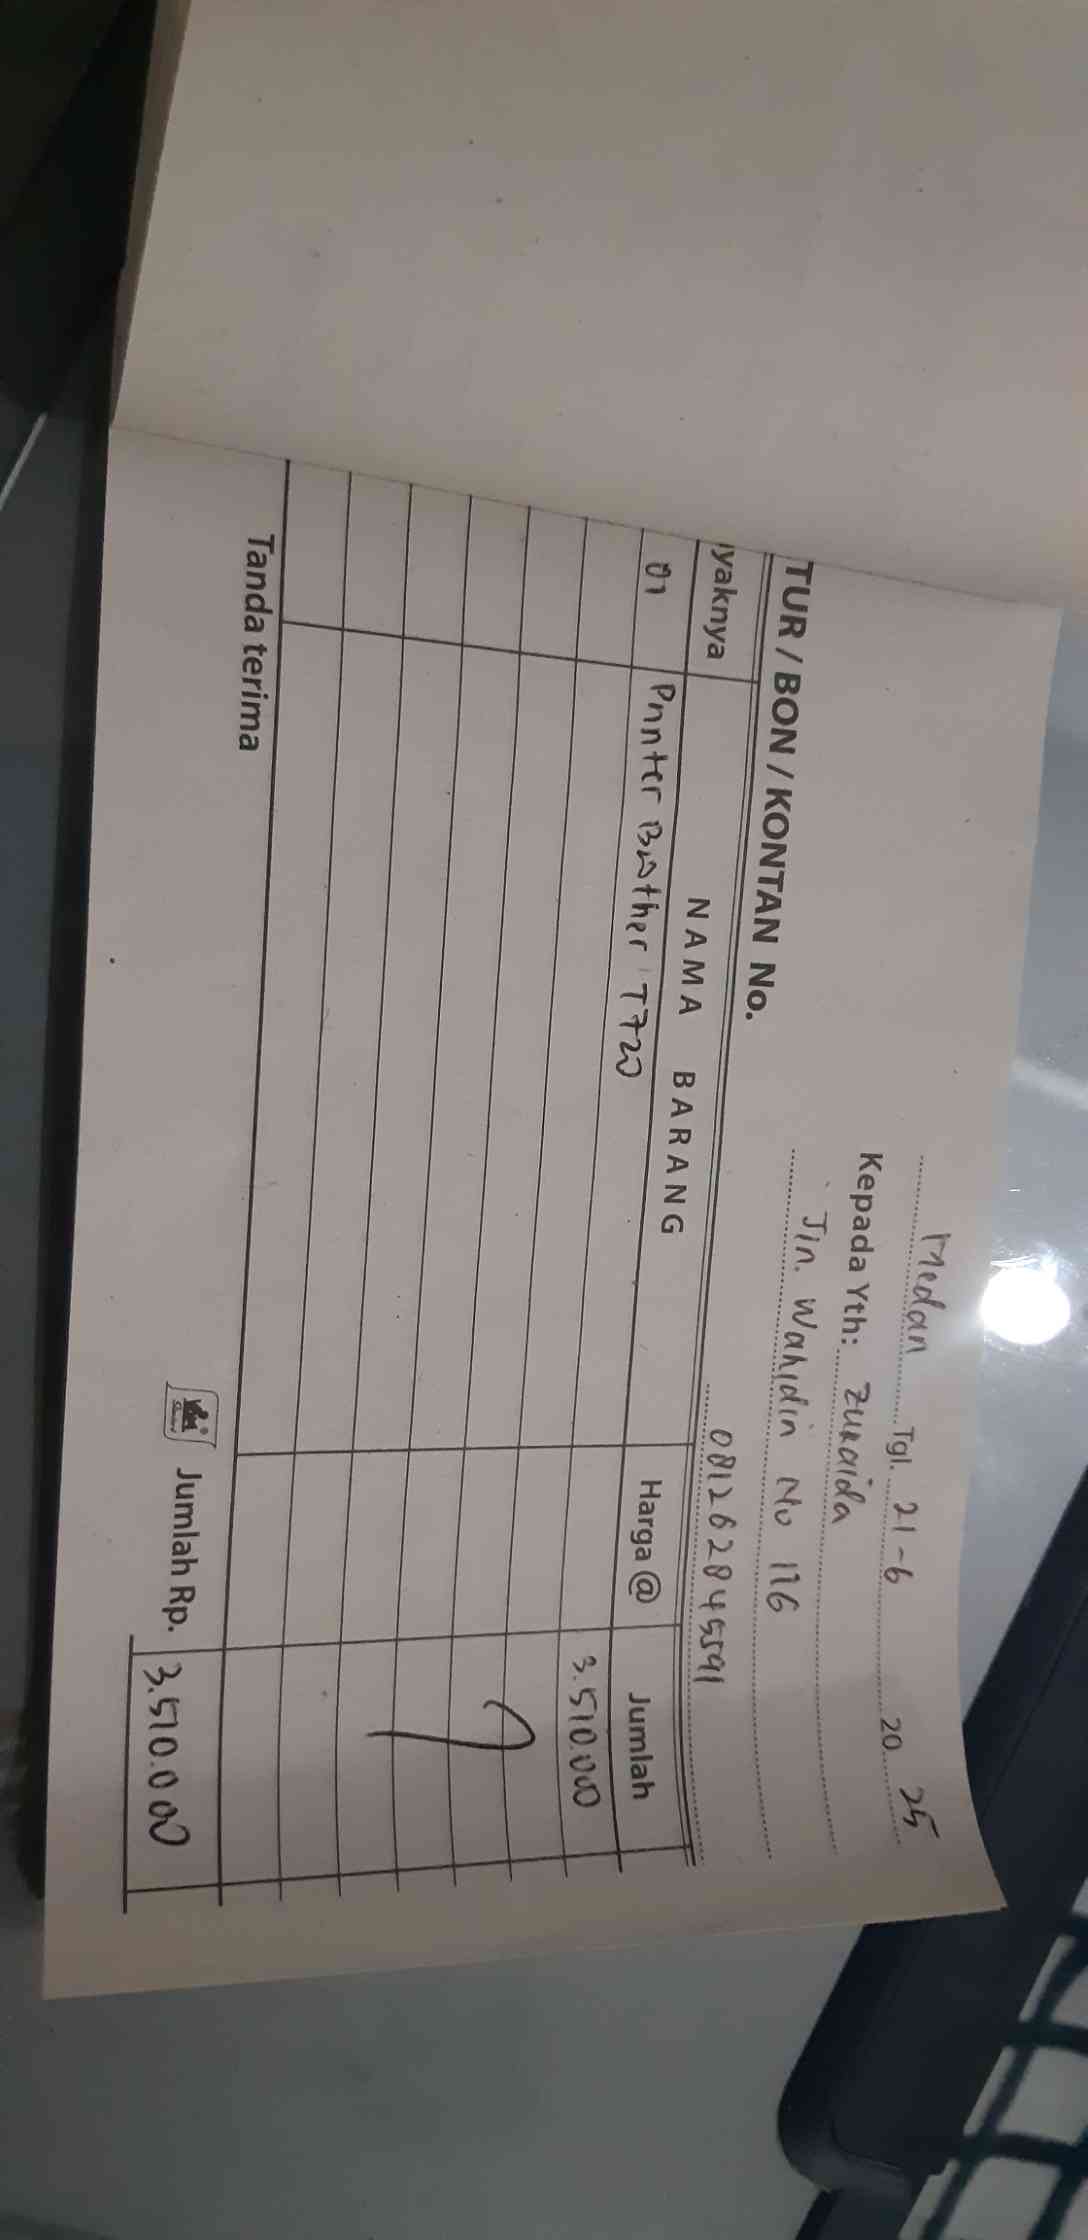 Medan Tgl. 21-6 20 25
Kepada Yth: Zuraida
Jln. Wahidin No 116
TUR / BON / KONTAN No.
081262845591
yaknya NAMA BARANG Harga @ Jumlah
01 Printer Brother T720 3.510.000
Tanda terima Jumlah Rp. 3.510.000